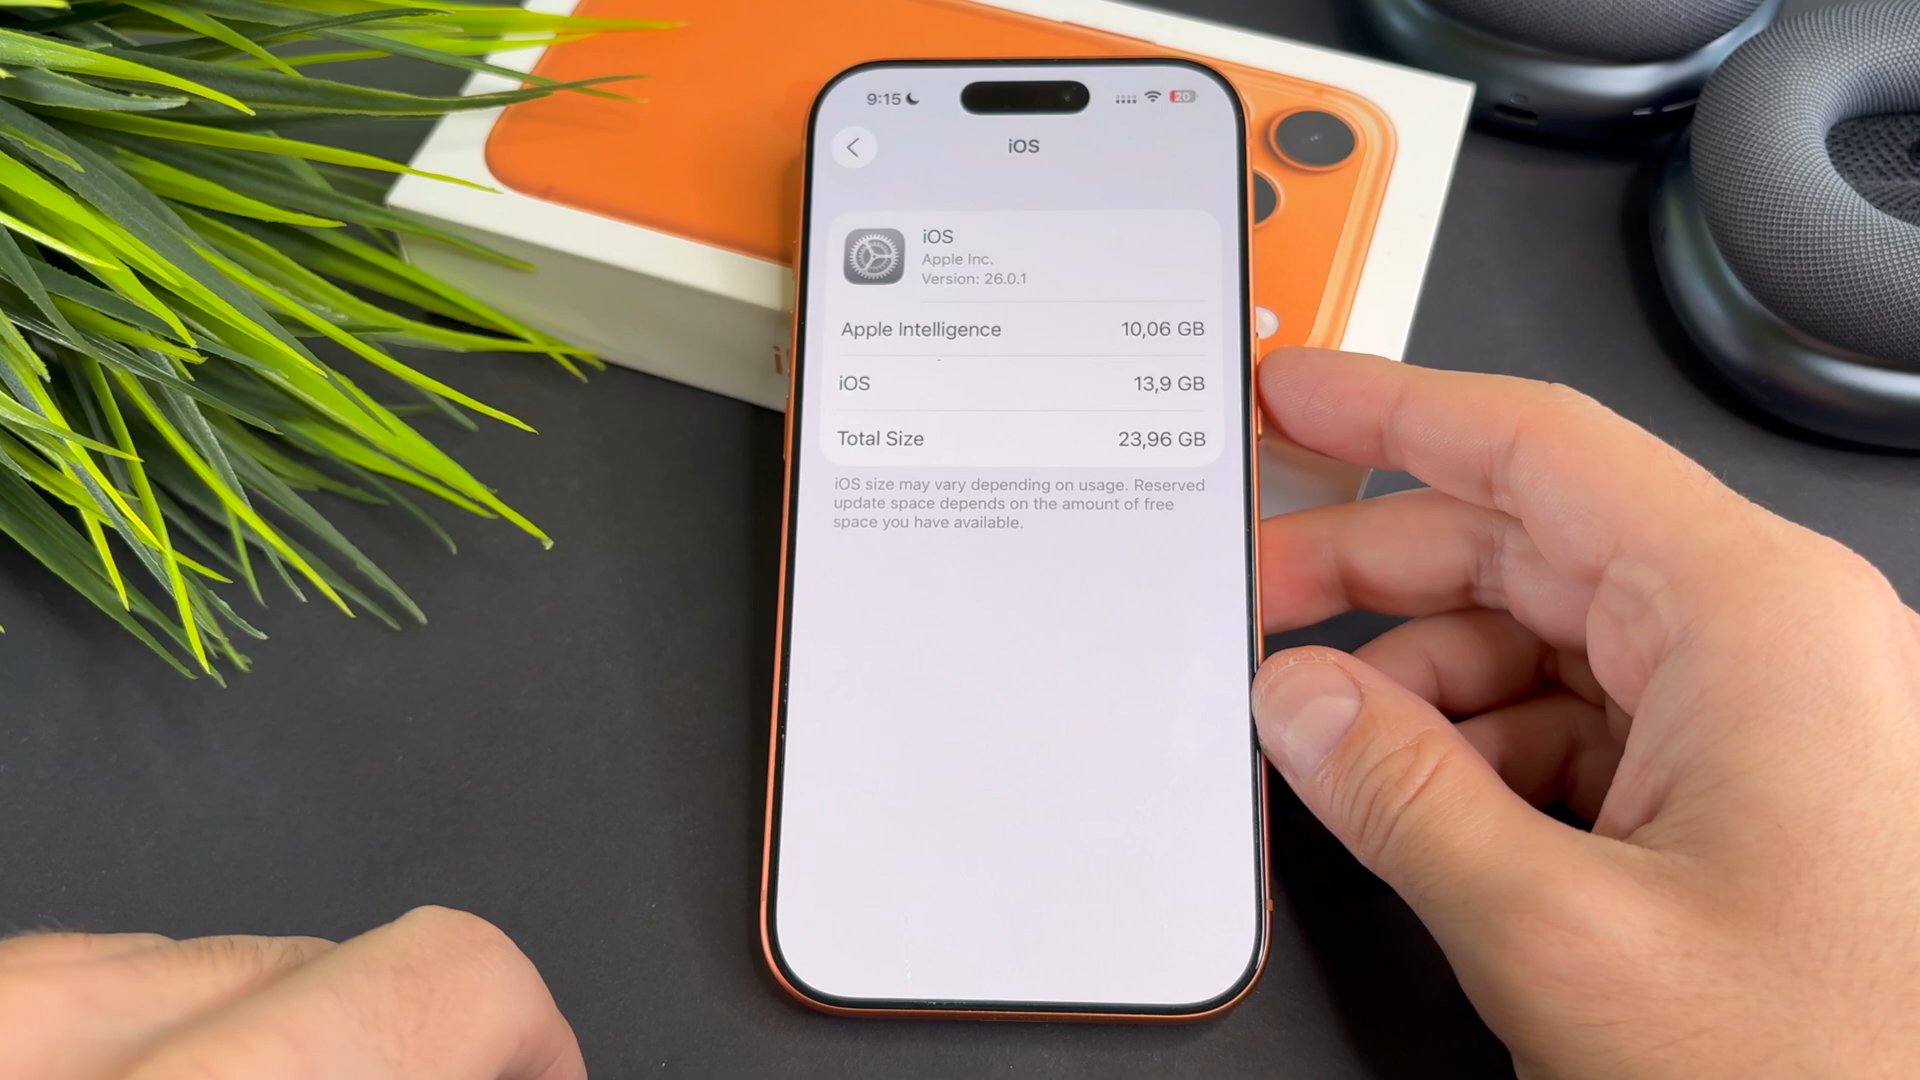 9:15
20
iOS
iOS
Apple Inc.
Version: 26.0.1
Apple Intelligence 10,06 GB
iOS 13,9 GB
Total Size 23,96 GB
iOS size may vary depending on usage. Reserved
update space depends on the amount of free
space you have available.